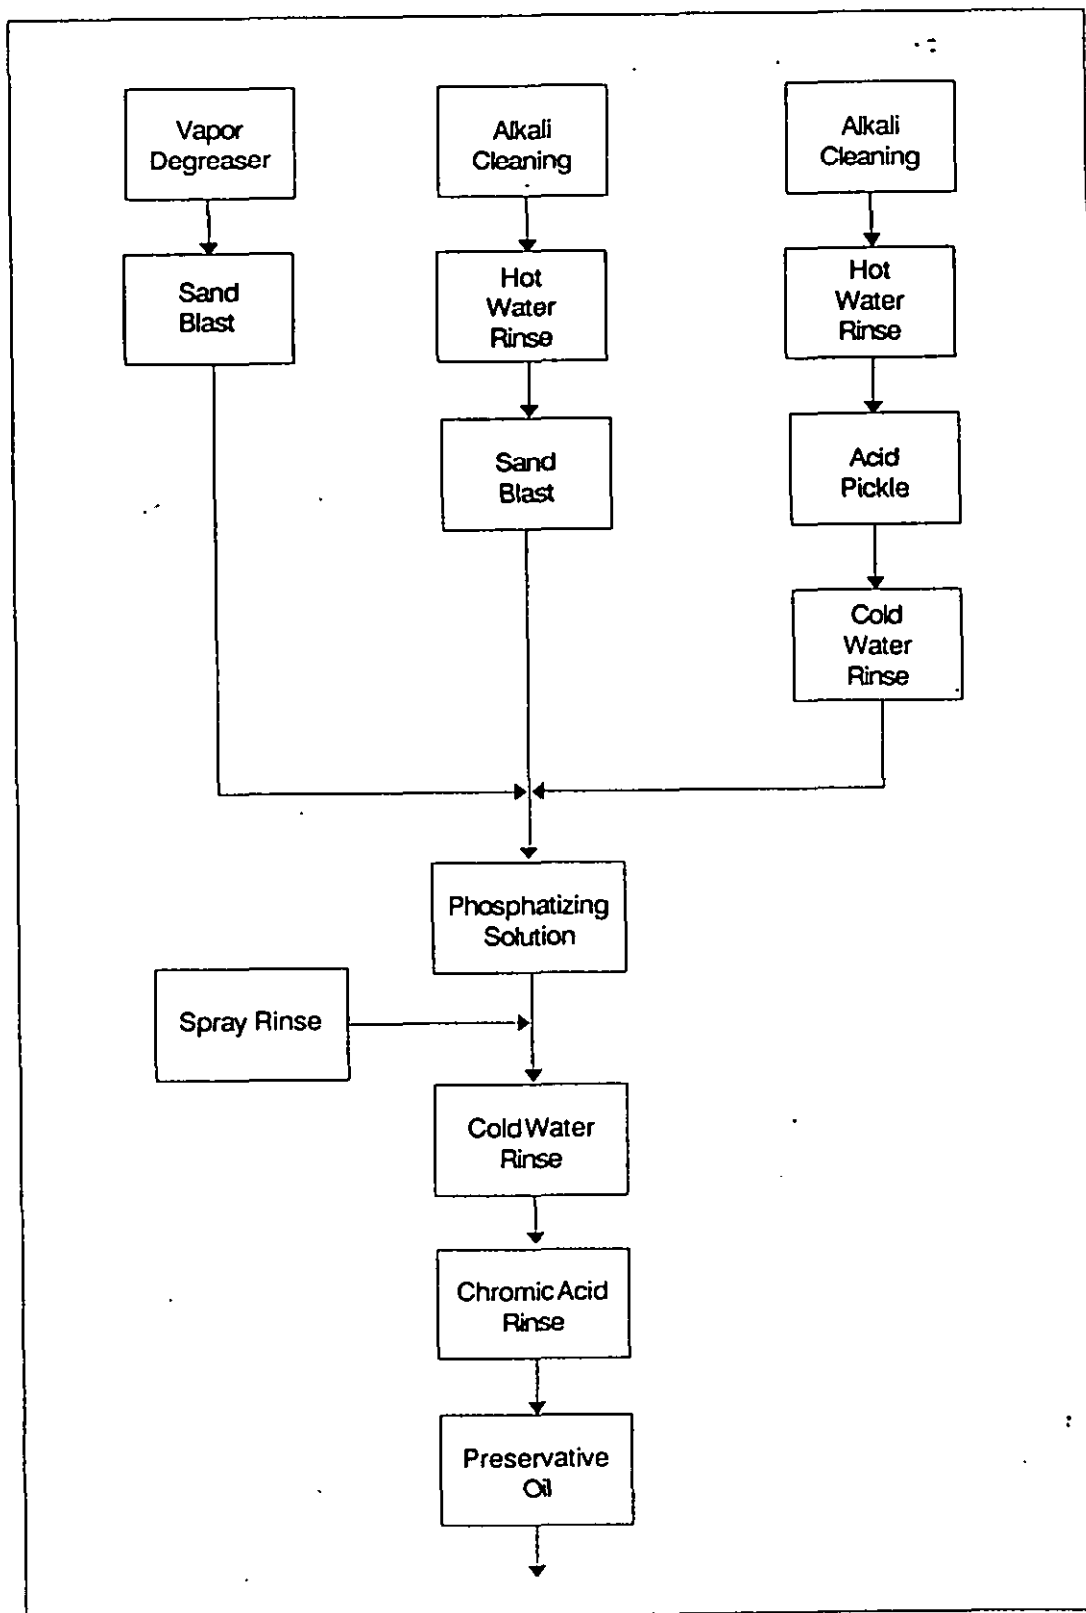 Vapor
Degreaser
Alkali
Cleaning
Alkali
Cleaning
Sand
Blast
Hot
Water
Rinse
Hot
Water
Rinse
Sand
Blast
Acid
Pickle
Cold
Water
Rinse
Phosphatizing
Solution
Spray Rinse
Cold Water
Rinse
Chromic Acid
Rinse
Preservative
Oil